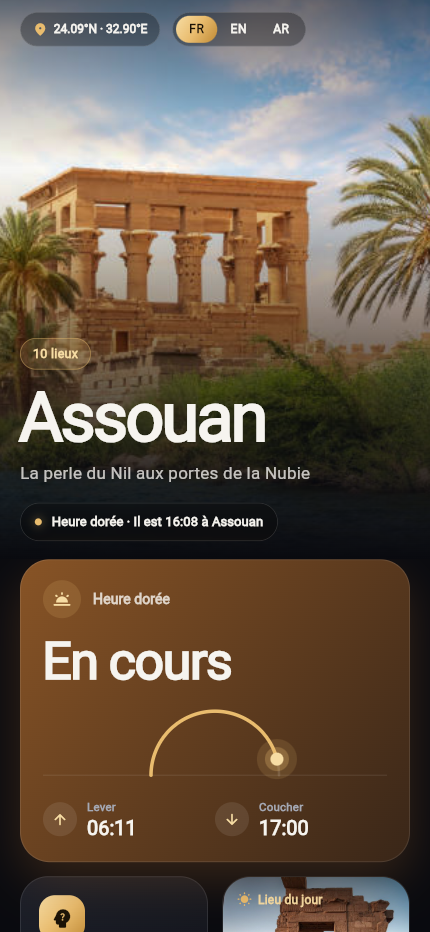 24.09°N · 32.90°E
FR EN AR
10 lieux
Assouan
La perle du Nil aux portes de la Nubie
Heure dorée · Il est 16:08 à Assouan
Heure dorée
En cours
Lever
06:11
Coucher
17:00
Lieu du jour